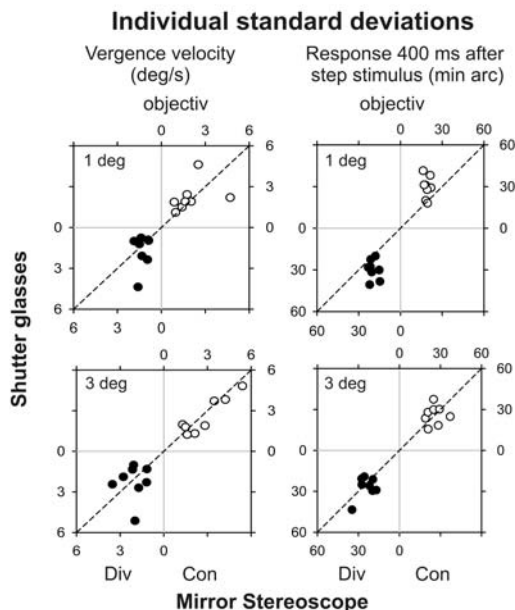 Individual standard deviations
Vergence velocity
(deg/s)
objectiv
Response 400 ms after
step stimulus (min arc)
objectiv
0 3 6
0 30 60
1 deg
6
3
0
0
3
6
6 3 0
1 deg
60
30
0
0
30
60
60 30 0
Shutter glasses
0 3 6
0 30 60
3 deg
6
3
0
0
3
6
6 3 0
3 deg
60
30
0
0
30
60
60 30 0
Div Con
Div Con
Mirror Stereoscope